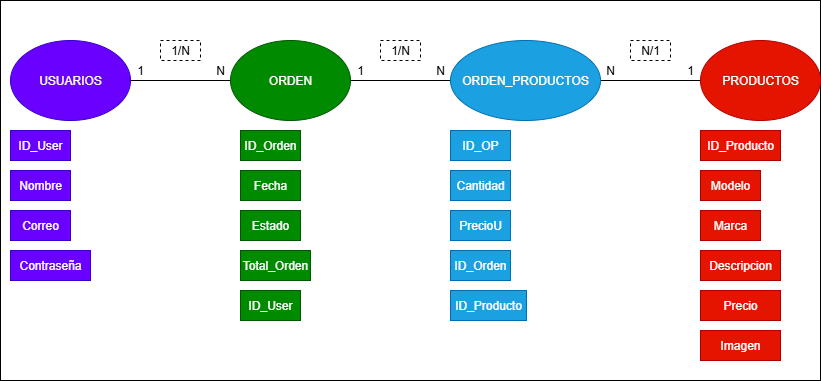 1/N
1/N
N/1
USUARIOS
1
N
ORDEN
1
N
ORDEN_PRODUCTOS
N
1
PRODUCTOS
ID_User
Nombre
Correo
Contraseña
ID_Orden
Fecha
Estado
Total_Orden
ID_User
ID_OP
Cantidad
PrecioU
ID_Orden
ID_Producto
ID_Producto
Modelo
Marca
Descripcion
Precio
Imagen